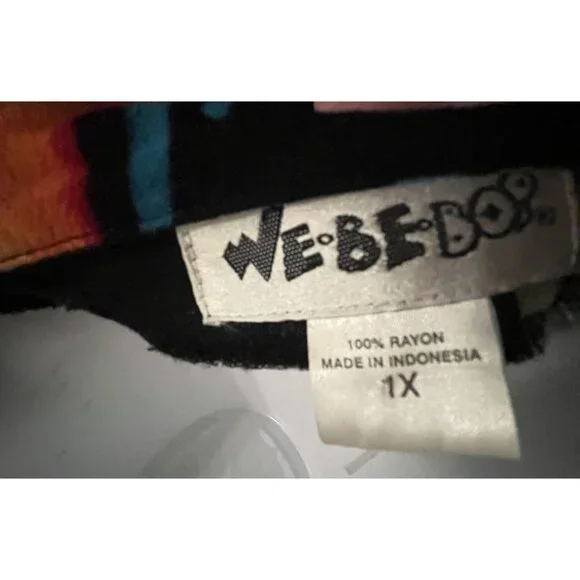 WE•BE•BOP®
100% RAYON
MADE IN INDONESIA
1X